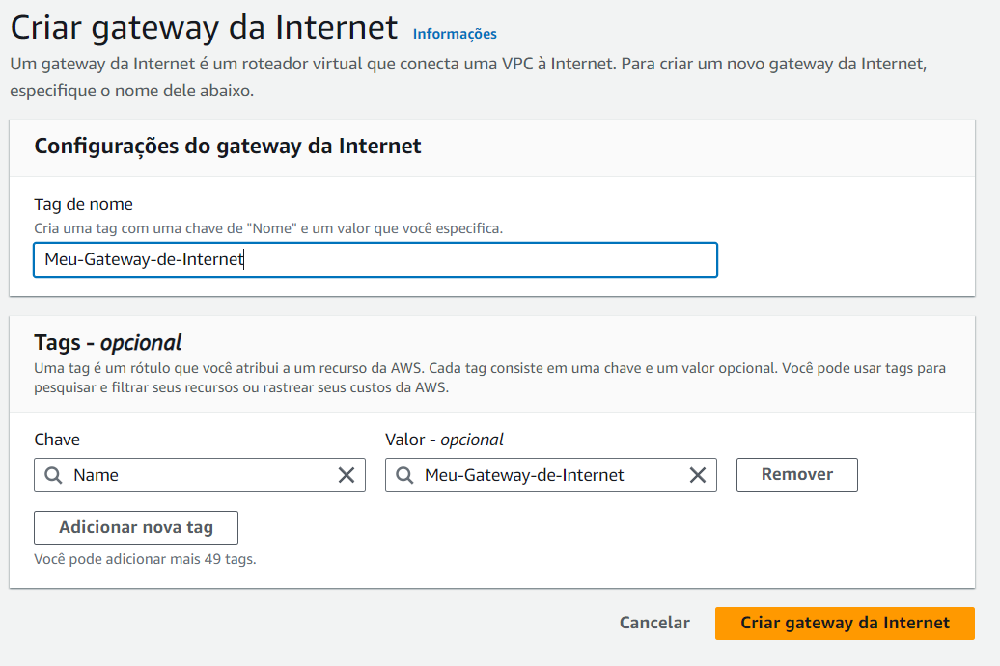 Criar gateway da Internet Informações
Um gateway da Internet é um roteador virtual que conecta uma VPC à Internet. Para criar um novo gateway da Internet,
especifique o nome dele abaixo.
Configurações do gateway da Internet
Tag de nome
Cria uma tag com uma chave de "Nome" e um valor que você especifica.
Meu-Gateway-de-Internet
Tags - opcional
Uma tag é um rótulo que você atribui a um recurso da AWS. Cada tag consiste em uma chave e um valor opcional. Você pode usar tags para
pesquisar e filtrar seus recursos ou rastrear seus custos da AWS.
Chave
Valor - opcional
Name
Meu-Gateway-de-Internet
Remover
Adicionar nova tag
Você pode adicionar mais 49 tags.
Cancelar
Criar gateway da Internet